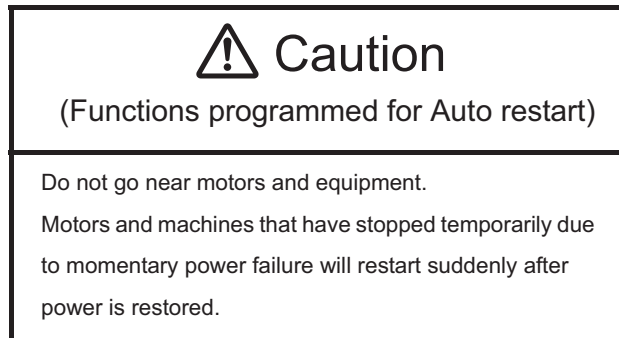 Caution
(Functions programmed for Auto restart)
Do not go near motors and equipment.
Motors and machines that have stopped temporarily due
to momentary power failure will restart suddenly after
power is restored.